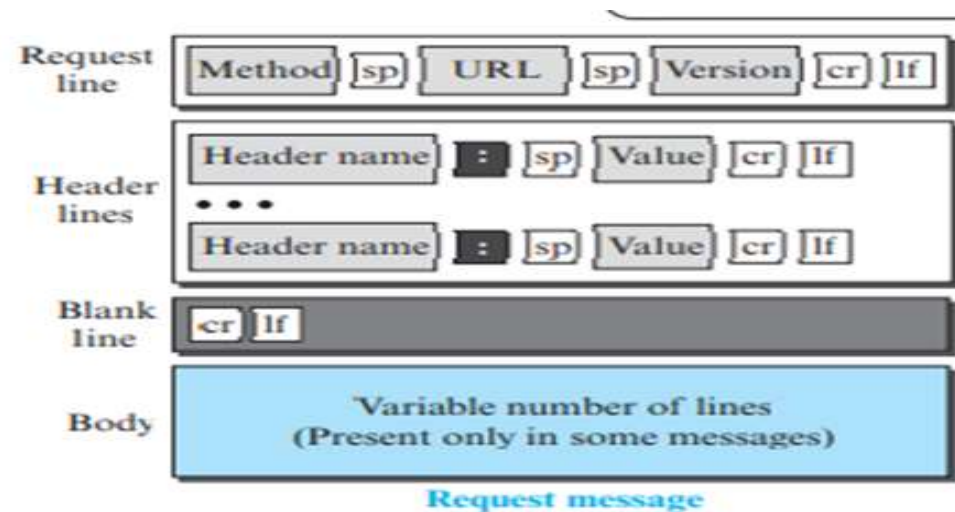 Request line
Method sp URL sp Version cr lf
Header lines
Header name : sp Value cr lf
• • •
Header name : sp Value cr lf
Blank line
cr lf
Body
Variable number of lines
(Present only in some messages)
Request message